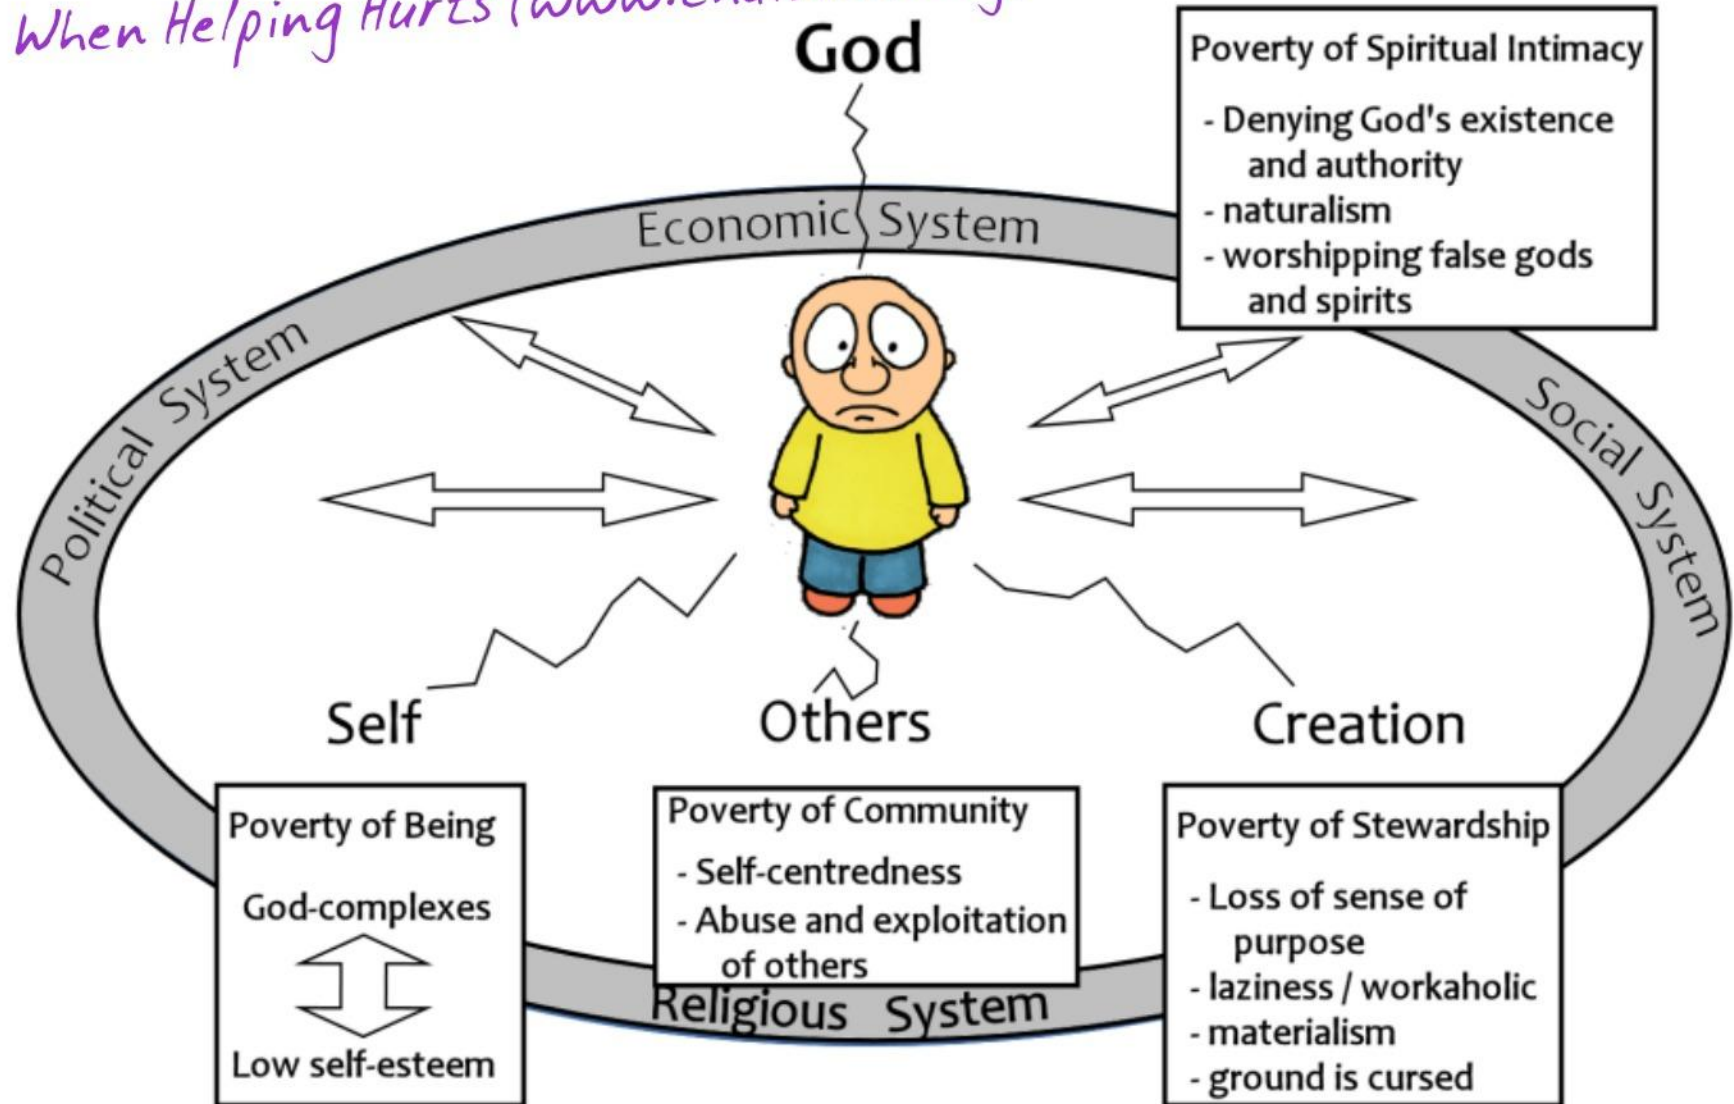 When Helping Hurts (www.
God
Poverty of Spiritual Intimacy
- Denying God's existence
and authority
- naturalism
- worshipping false gods
and spirits
Economic System
Political System
Social System
Self
Others
Creation
Poverty of Being
God-complexes
Low self-esteem
Poverty of Community
- Self-centredness
- Abuse and exploitation
of others
Poverty of Stewardship
- Loss of sense of
purpose
- laziness / workaholic
- materialism
- ground is cursed
Religious System